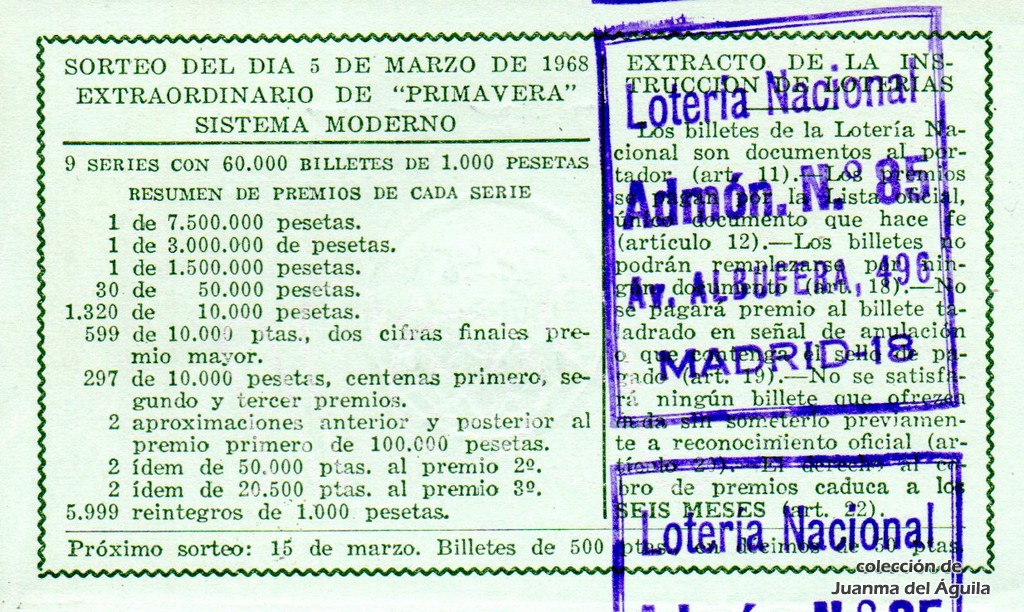 SORTEO DEL DIA 5 DE MARZO DE 1968
EXTRAORDINARIO DE “PRIMAVERA”
SISTEMA MODERNO
9 SERIES CON 60.000 BILLETES DE 1.000 PESETAS
RESUMEN DE PREMIOS DE CADA SERIE
1 de 7.500.000 pesetas.
1 de 3.000.000 de pesetas.
1 de 1.500.000 pesetas.
30 de 50.000 pesetas.
1.320 de 10.000 pesetas.
599 de 10.000 ptas., dos cifras finales pre-
mio mayor.
297 de 10.000 pesetas, centenas primero, se-
gundo y tercer premios.
2 aproximaciones anterior y posterior al
premio primero de 100.000 pesetas.
2 ídem de 50.000 ptas. al premio 2º.
2 ídem de 20.500 ptas. al premio 3º.
5.999 reintegros de 1.000 pesetas.
EXTRACTO DE LA INS-
TRUCCION DE LOTERIAS
Los billetes de la Lotería Na-
cional son documentos al por-
tador (art. 11).—Los premios
se pagan por la Lista oficial,
único documento que hace fe
(artículo 12).—Los billetes no
podrán remplazarse por nin-
gún documento (art. 18).—No
se pagará premio al billete ta-
ladrado en señal de anulación
o que contenga el sello de pa-
gado (art. 19).—No se satisfa-
rá ningún billete que ofrezca
duda sin someterlo previamen-
te a reconocimiento oficial (ar-
tículo 20).—El derecho al co-
bro de premios caduca a los
SEIS MESES (art. 22).
Próximo sorteo: 15 de marzo. Billetes de 500 ptas., en décimos de 50 ptas.
Lotería Nacional
Admón. N.º 85
Av. ALBUFERA, 496
MADRID-18
Lotería Nacional
Admón. N.º 85
colección de
Juanma del Águila